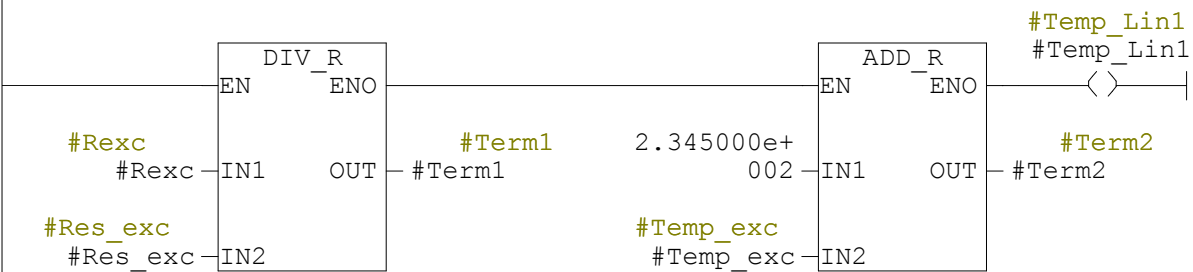 #Temp_Lin1
DIV_R ADD_R #Temp_Lin1
EN ENO EN ENO ( )
#Rexc #Term1 2.345000e+ #Term2
#Rexc IN1 OUT #Term1 002 IN1 OUT #Term2
#Res_exc #Temp_exc
#Res_exc IN2 #Temp_exc IN2